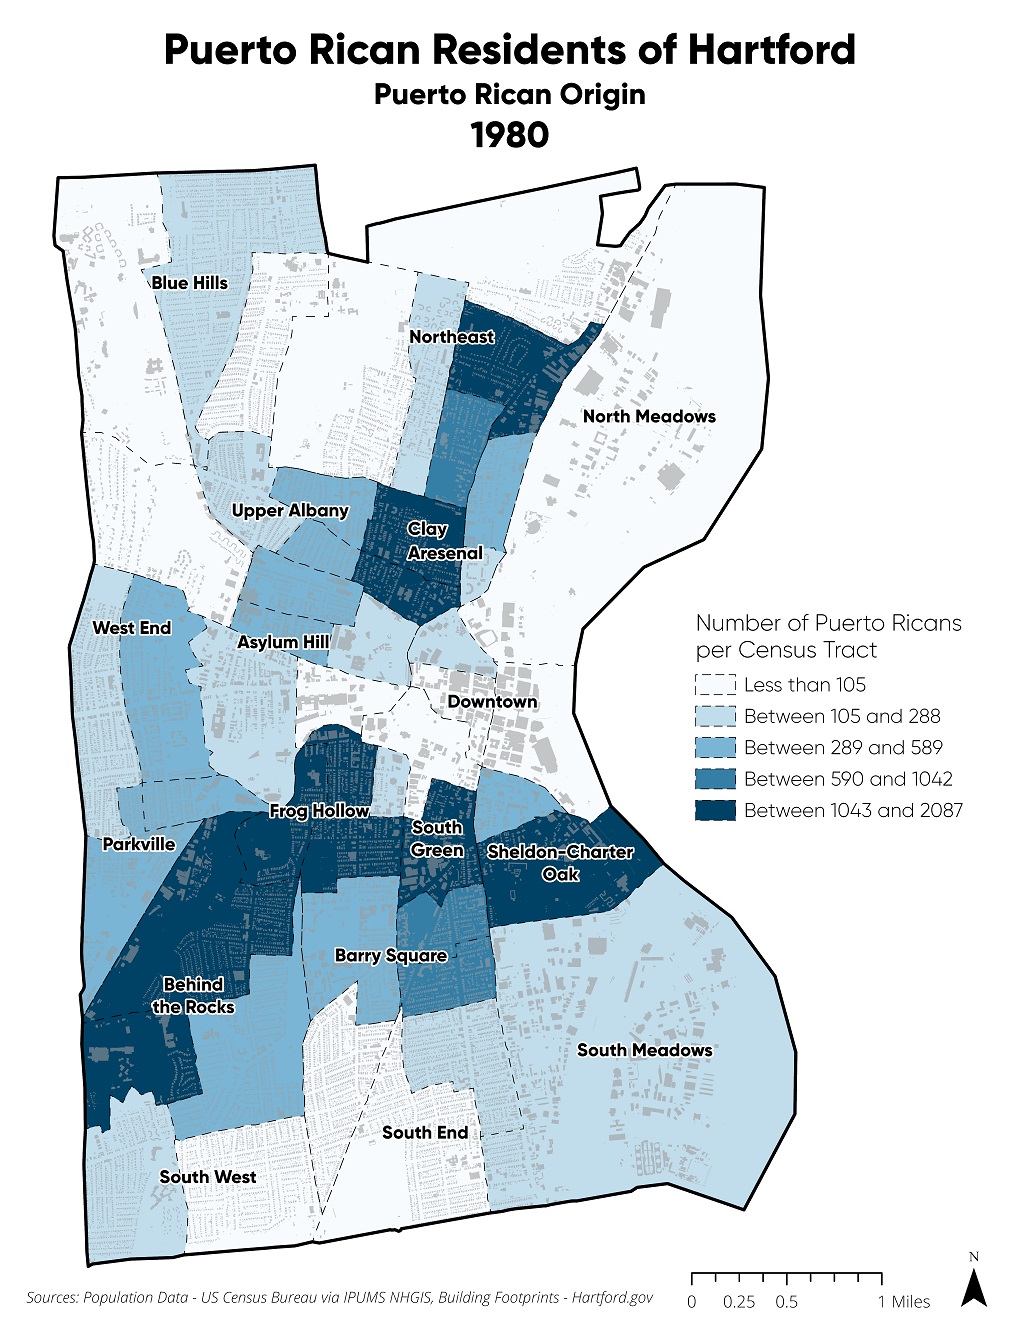 Puerto Rican Residents of Hartford
Puerto Rican Origin
1980
Blue Hills
Northeast
North Meadows
Upper Albany
Clay
Aresenal
West End
Asylum Hill
Downtown
Number of Puerto Ricans
per Census Tract
Less than 105
Between 105 and 288
Between 289 and 589
Between 590 and 1042
Between 1043 and 2087
Frog Hollow
Parkville
South
Green
Sheldon-Charter
Oak
Barry Square
Behind
the Rocks
South Meadows
South End
South West
Sources: Population Data - US Census Bureau via IPUMS NHGIS, Building Footprints - Hartford.gov
0 0.25 0.5 1 Miles
N